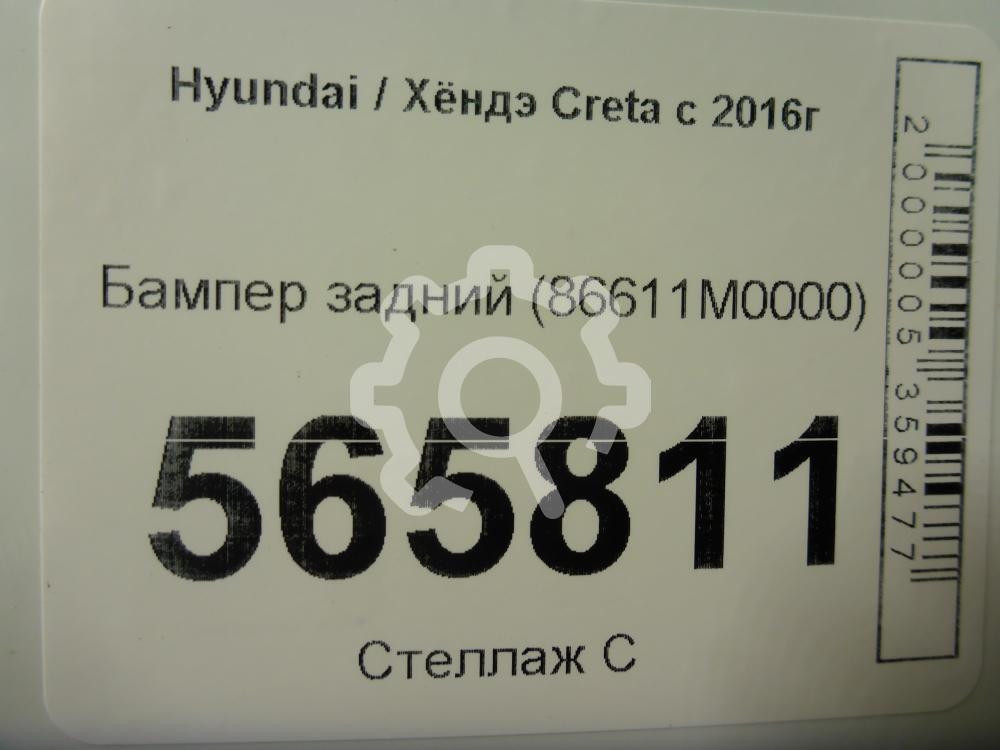 Hyundai / Хёндэ Creta с 2016г
Бампер задний (86611M0000)
565811
Стеллаж С
2000005359477